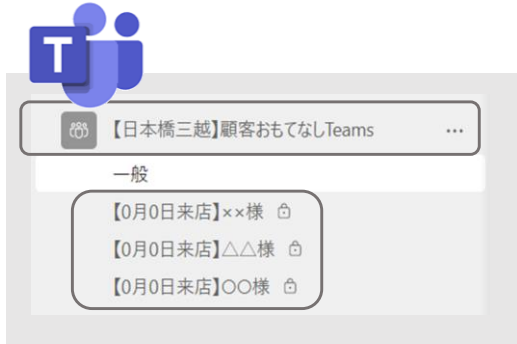 T
【日本橋三越】顧客おもてなしTeams ...
一般
【0月0日来店】××様
【0月0日来店】△△様
【0月0日来店】〇〇様